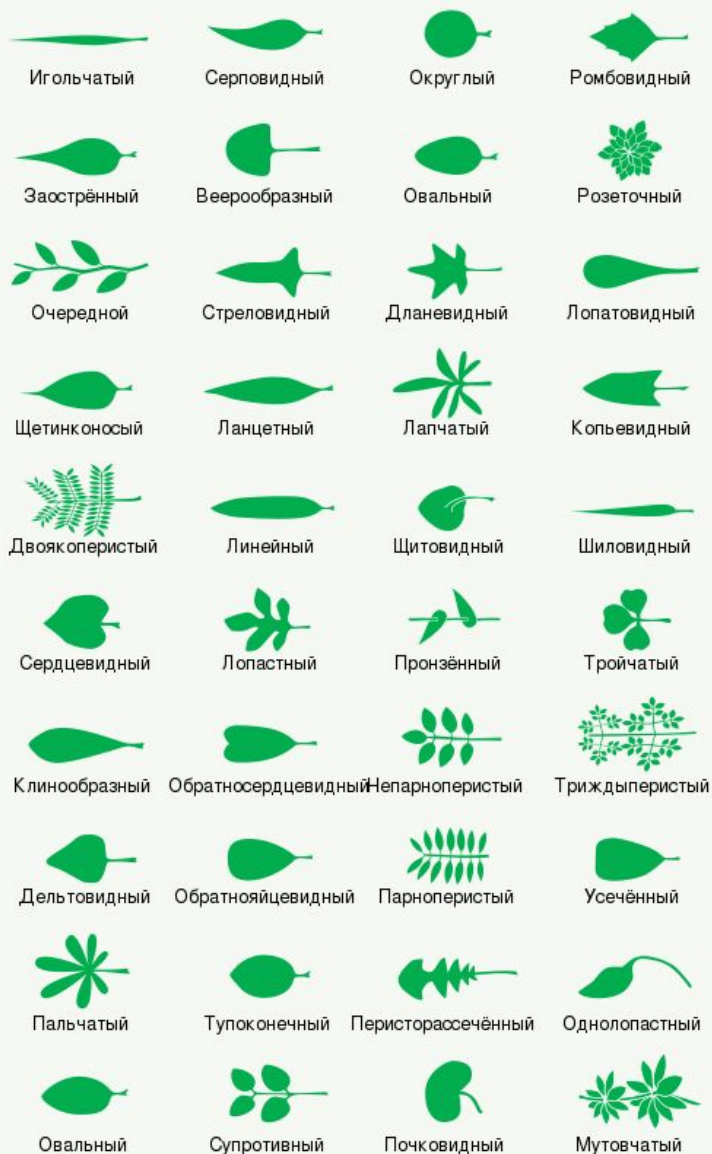 Игольчатый Серповидный Округлый Ромбовидный
Заострённый Веерообразный Овальный Розеточный
Очередной Стреловидный Дланевидный Лопатовидный
Щетинконосый Ланцетный Лапчатый Копьевидный
Двоякоперистый Линейный Щитовидный Шиловидный
Сердцевидный Лопастный Пронзённый Тройчатый
Клинообразный Обратносердцевидный Непарноперистый Триждыперистый
Дельтовидный Обратнояйцевидный Парноперистый Усечённый
Пальчатый Тупоконечный Перисторассечённый Однолопастный
Овальный Супротивный Почковидный Мутовчатый